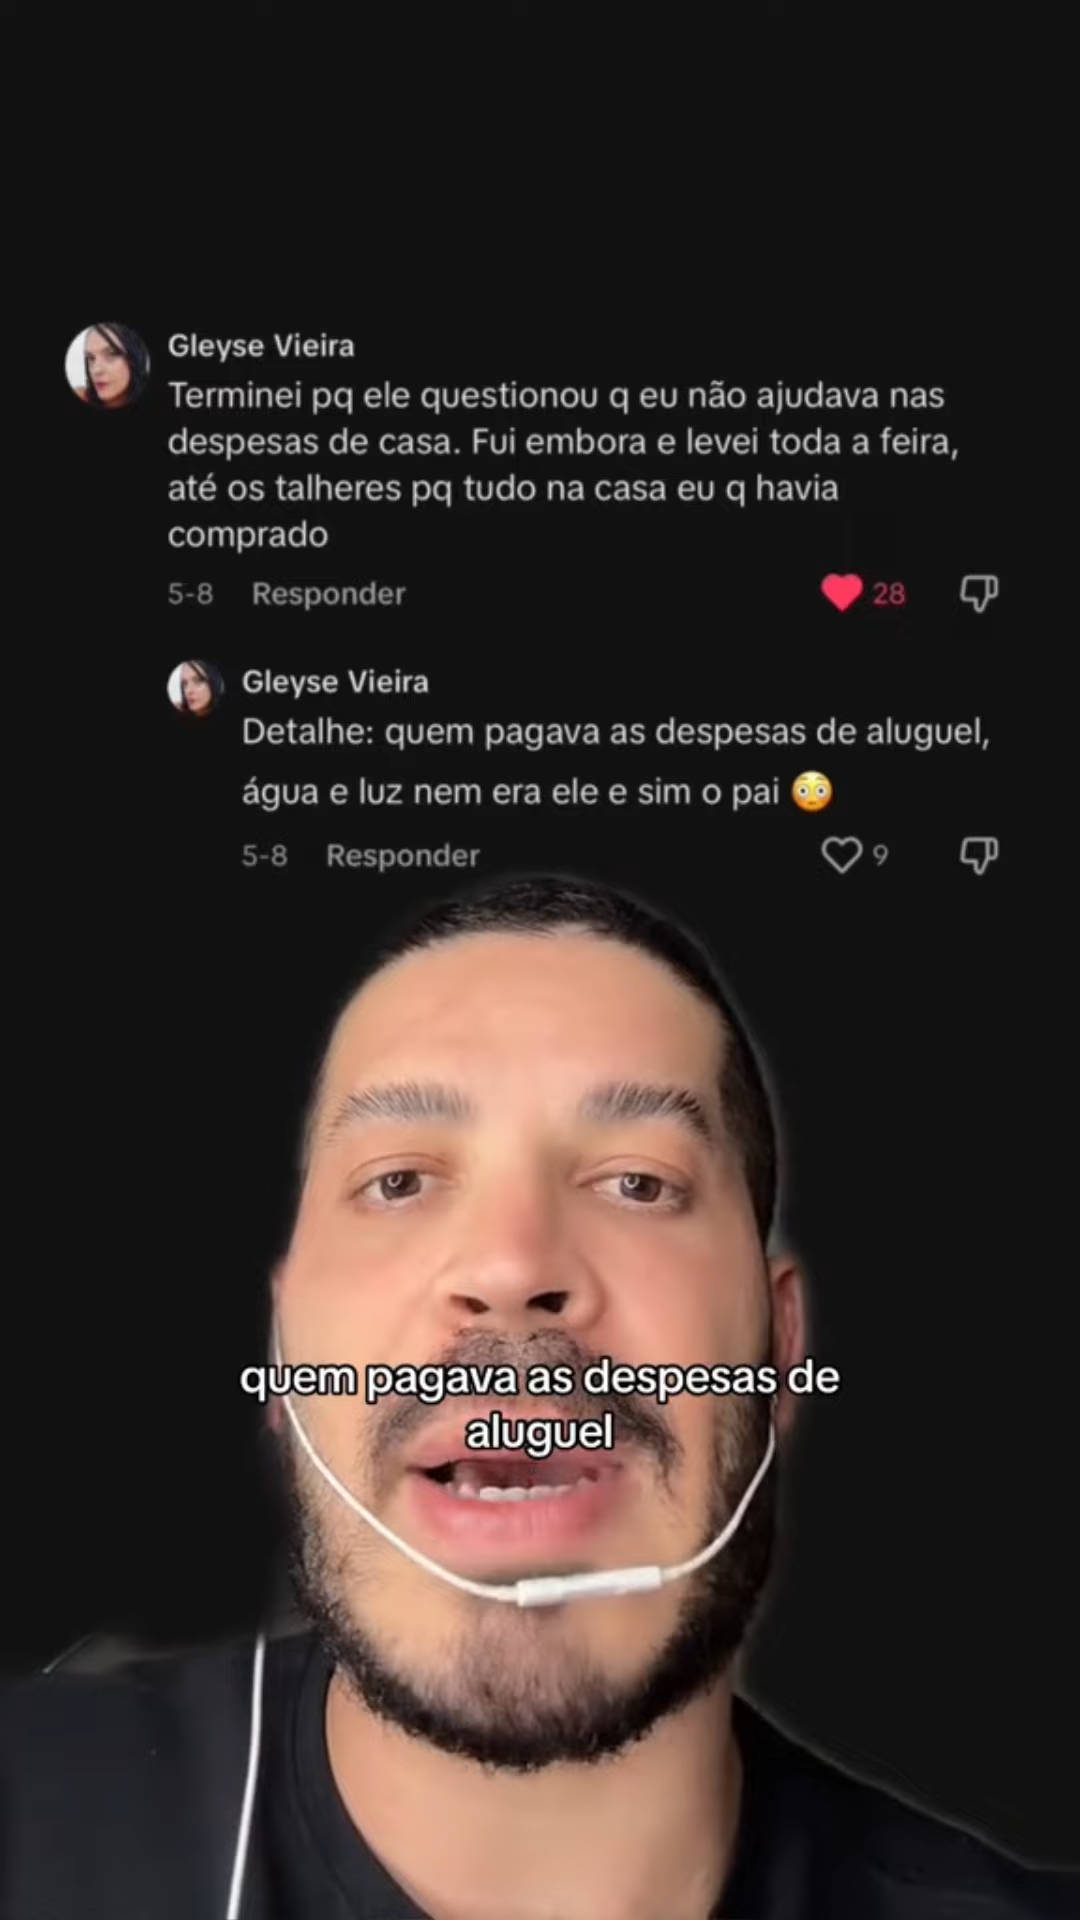 Gleyse Vieira
Terminei pq ele questionou q eu não ajudava nas
despesas de casa. Fui embora e levei toda a feira,
até os talheres pq tudo na casa eu q havia
comprado
5-8 Responder 28
Gleyse Vieira
Detalhe: quem pagava as despesas de aluguel,
água e luz nem era ele e sim o pai 😳
5-8 Responder 9
quem pagava as despesas de
aluguel